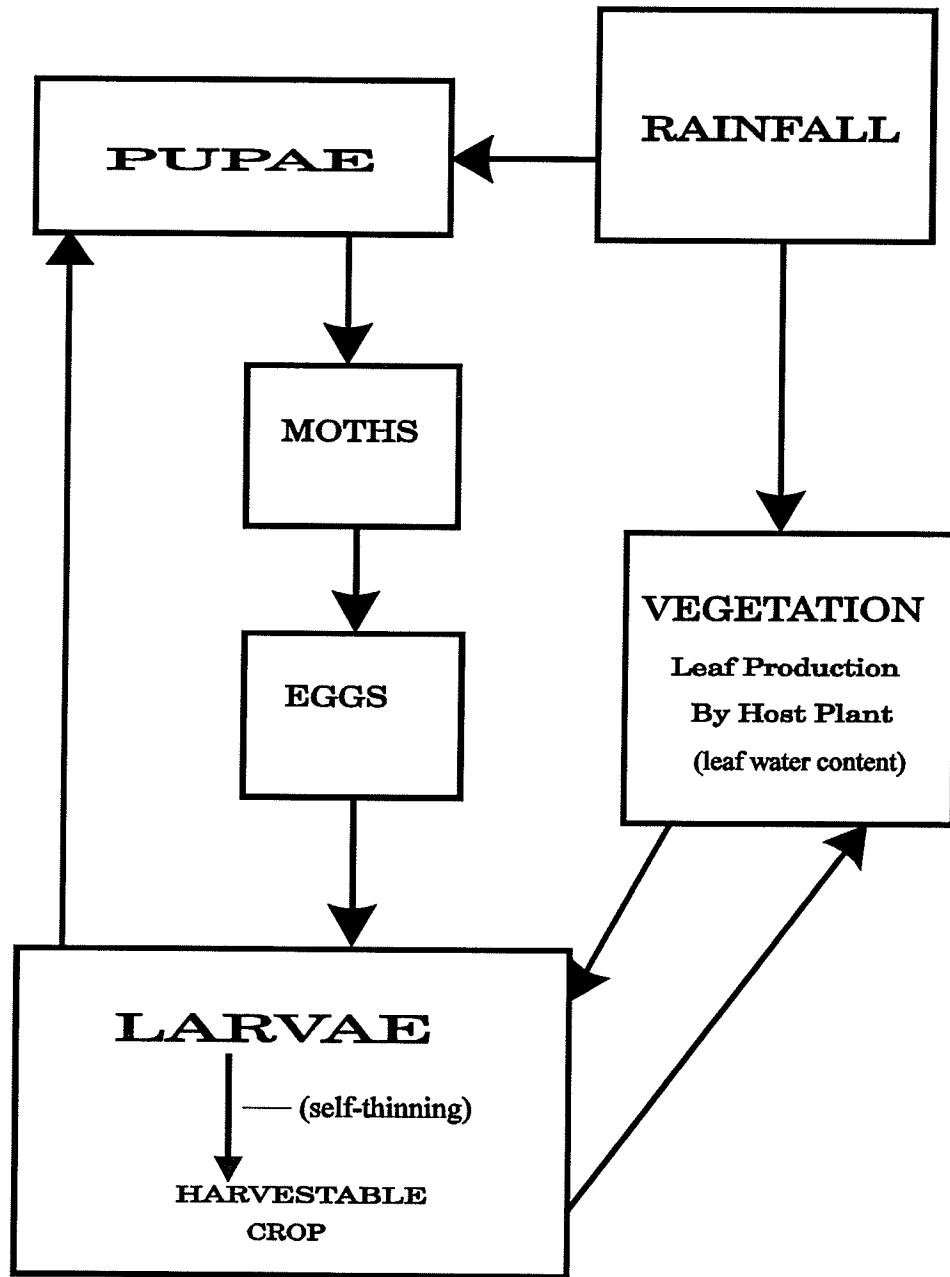 RAINFALL
PUPAE
MOTHS
VEGETATION
Leaf Production
By Host Plant
(leaf water content)
EGGS
LARVAE
(self-thinning)
HARVESTABLE
CROP